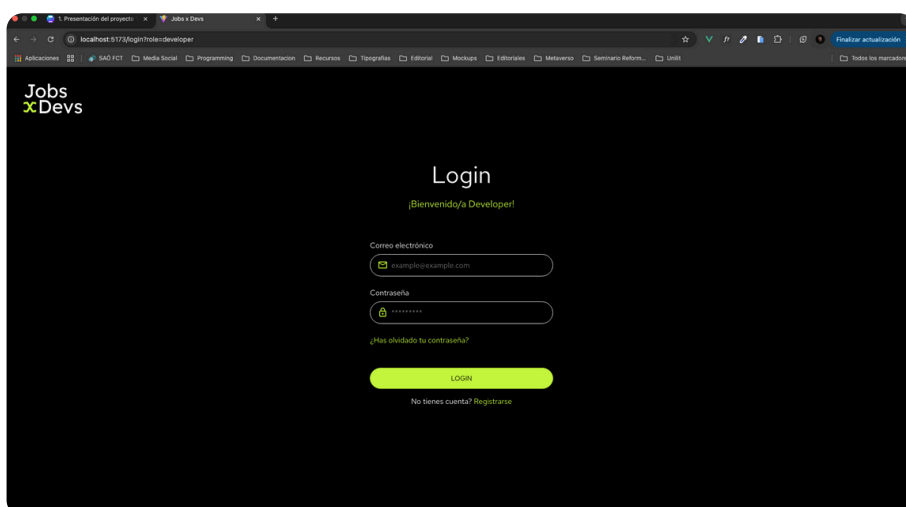 1. Presentación del proyecto
Jobs x Devs
localhost:5173/login?role=developer
Finalizar actualización
Aplicaciones
SAÓ FCT
Media Social
Programming
Documentacion
Recursos
Tipografias
Editorial
Mockups
Editoriales
Metaverso
Seminario Reform...
Unilit
Todos los marcadores
Jobs
xDevs
Login
¡Bienvenido/a Developer!
Correo electrónico
example@example.com
Contraseña
*********
¿Has olvidado tu contraseña?
LOGIN
No tienes cuenta? Registrarse